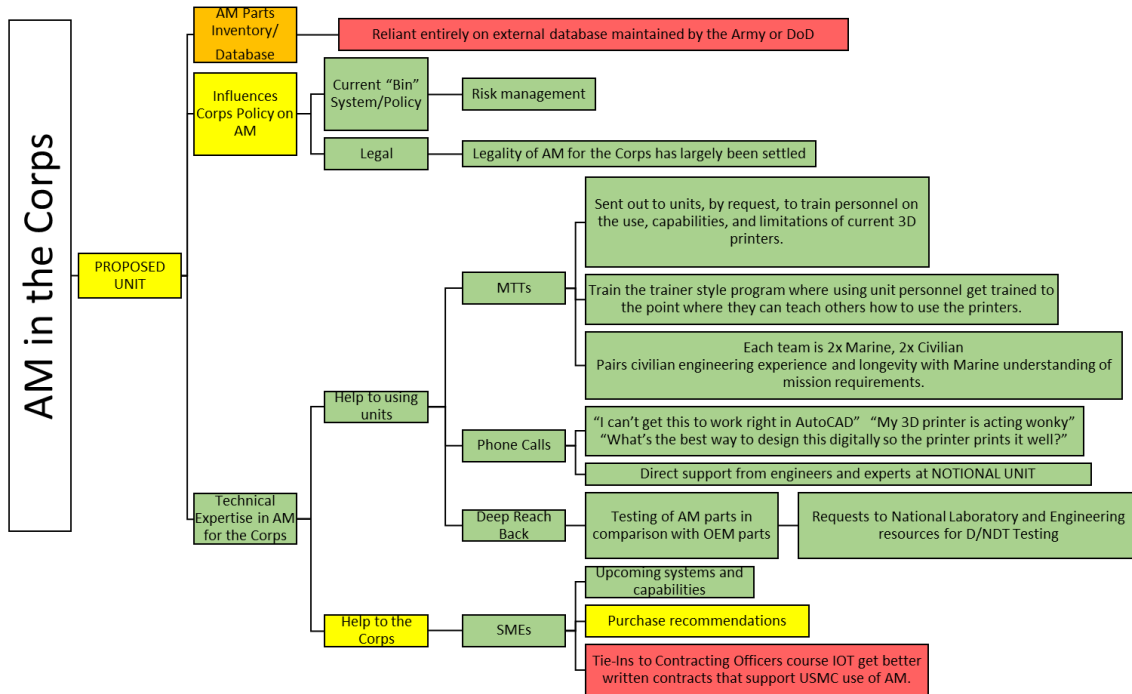 AM in the Corps
PROPOSED
UNIT
AM Parts
Inventory/
Database
Reliant entirely on external database maintained by the Army or DoD
Influences
Corps Policy on
AM
Current “Bin”
System/Policy
Risk management
Legal
Legality of AM for the Corps has largely been settled
Technical
Expertise in AM
for the Corps
Help to using
units
MTTs
Sent out to units, by request, to train personnel on
the use, capabilities, and limitations of current 3D
printers.
Train the trainer style program where using unit personnel get trained to
the point where they can teach others how to use the printers.
Each team is 2x Marine, 2x Civilian
Pairs civilian engineering experience and longevity with Marine understanding of
mission requirements.
Phone Calls
“I can’t get this to work right in AutoCAD” “My 3D printer is acting wonky”
“What’s the best way to design this digitally so the printer prints it well?”
Direct support from engineers and experts at NOTIONAL UNIT
Deep Reach
Back
Testing of AM parts in
comparison with OEM parts
Requests to National Laboratory and Engineering
resources for D/NDT Testing
Help to the
Corps
SMEs
Upcoming systems and
capabilities
Purchase recommendations
Tie-Ins to Contracting Officers course IOT get better
written contracts that support USMC use of AM.